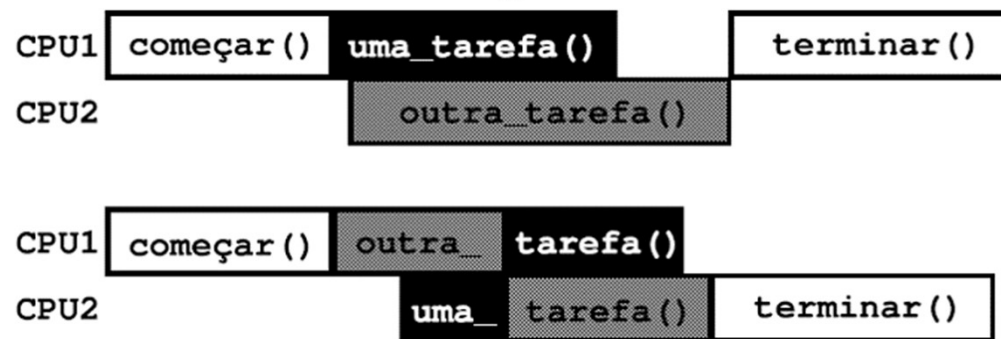 CPU1 começar() uma_tarefa() terminar()
CPU2 outra_tarefa()
CPU1 começar() outra_ tarefa()
CPU2 uma_ tarefa() terminar()